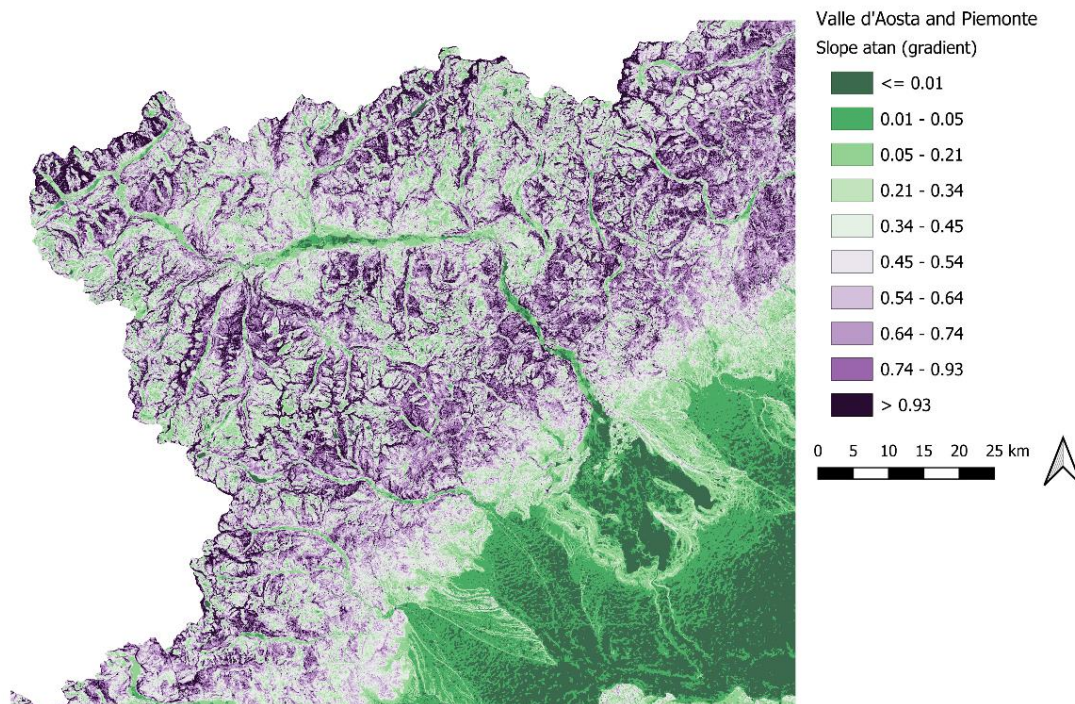 Valle d'Aosta and Piemonte
Slope atan (gradient)
<= 0.01
0.01 - 0.05
0.05 - 0.21
0.21 - 0.34
0.34 - 0.45
0.45 - 0.54
0.54 - 0.64
0.64 - 0.74
0.74 - 0.93
> 0.93
0 5 10 15 20 25 km